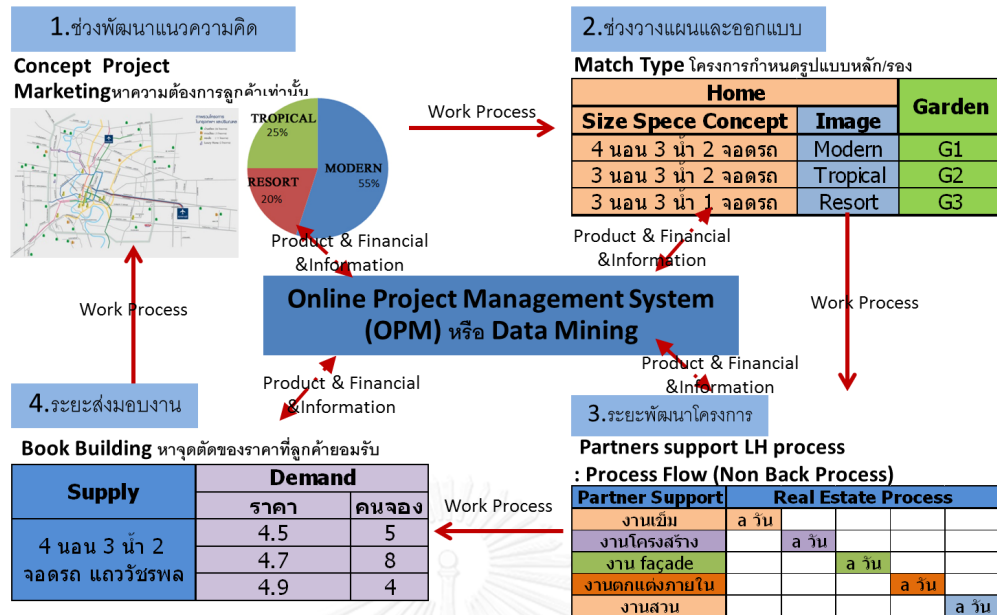 1.ช่วงพัฒนาแนวความคิด
Concept Project
Marketingหาความต้องการลูกค้าเท่านั้น
TROPICAL
25%
MODERN
55%
RESORT
20%
Work Process
2.ช่วงวางแผนและออกแบบ
Match Type โครงการกำหนดรูปแบบหลัก/รอง
Home
Garden
Size Spece Concept
Image
4 นอน 3 น้ำ 2 จอดรถ
Modern
G1
3 นอน 3 น้ำ 2 จอดรถ
Tropical
G2
3 นอน 3 น้ำ 1 จอดรถ
Resort
G3
Product & Financial
&Information
Product & Financial
&Information
Online Project Management System
(OPM) หรือ Data Mining
Work Process
Work Process
Product & Financial
&Information
Product & Financial
&Information
4.ระยะส่งมอบงาน
Book Building หาจุดตัดของราคาที่ลูกค้ายอมรับ
Supply
Demand
ราคา
คนจอง
4 นอน 3 น้ำ 2
จอดรถ แถววัชรพล
4.5
5
4.7
8
4.9
4
Work Process
3.ระยะพัฒนาโครงการ
Partners support LH process
: Process Flow (Non Back Process)
Partner Support
Real Estate Process
งานเข็ม
a วัน
งานโครงสร้าง
a วัน
งาน façade
a วัน
งานตกแต่งภายใน
a วัน
งานสวน
a วัน